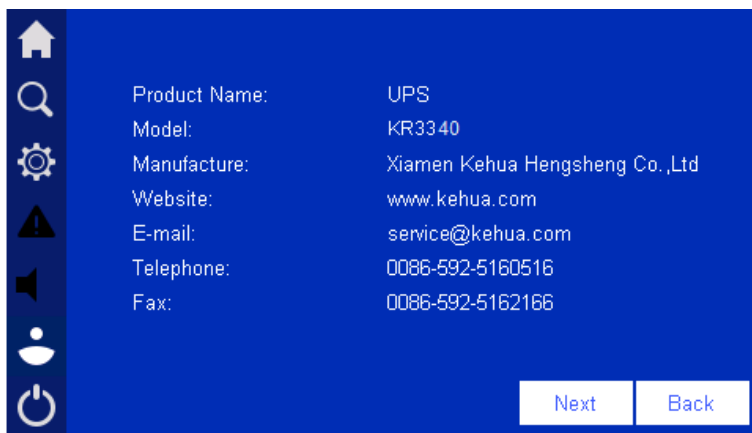 Product Name: UPS
Model: KR3340
Manufacture: Xiamen Kehua Hengsheng Co.,Ltd
Website: www.kehua.com
E-mail: service@kehua.com
Telephone: 0086-592-5160516
Fax: 0086-592-5162166
Next Back